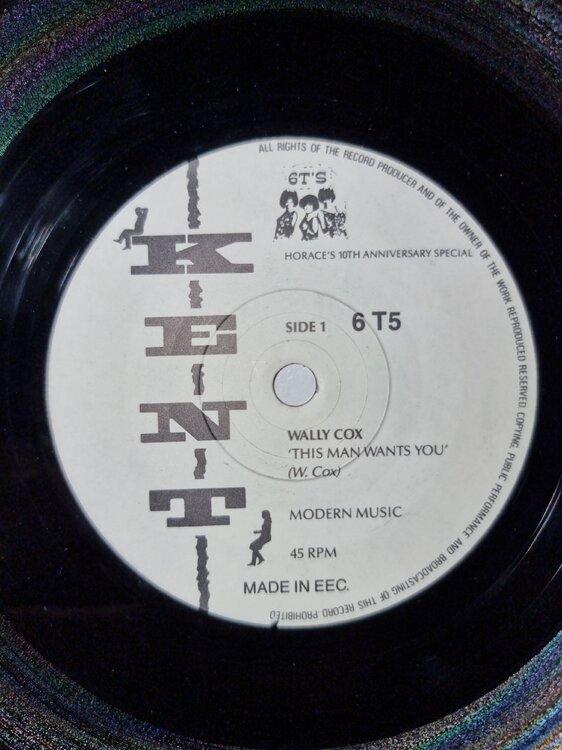 ALL RIGHTS OF THE RECORD PRODUCER AND OF THE OWNER OF THE WORK REPRODUCED RESERVED. COPYING, PUBLIC PERFORMANCE AND BROADCASTING OF THIS RECORD PROHIBITED
6T'S
HORACE'S 10TH ANNIVERSARY SPECIAL
KENT
SIDE 1 6 T5
WALLY COX
'THIS MAN WANTS YOU'
(W. Cox)
MODERN MUSIC
45 RPM
MADE IN EEC.